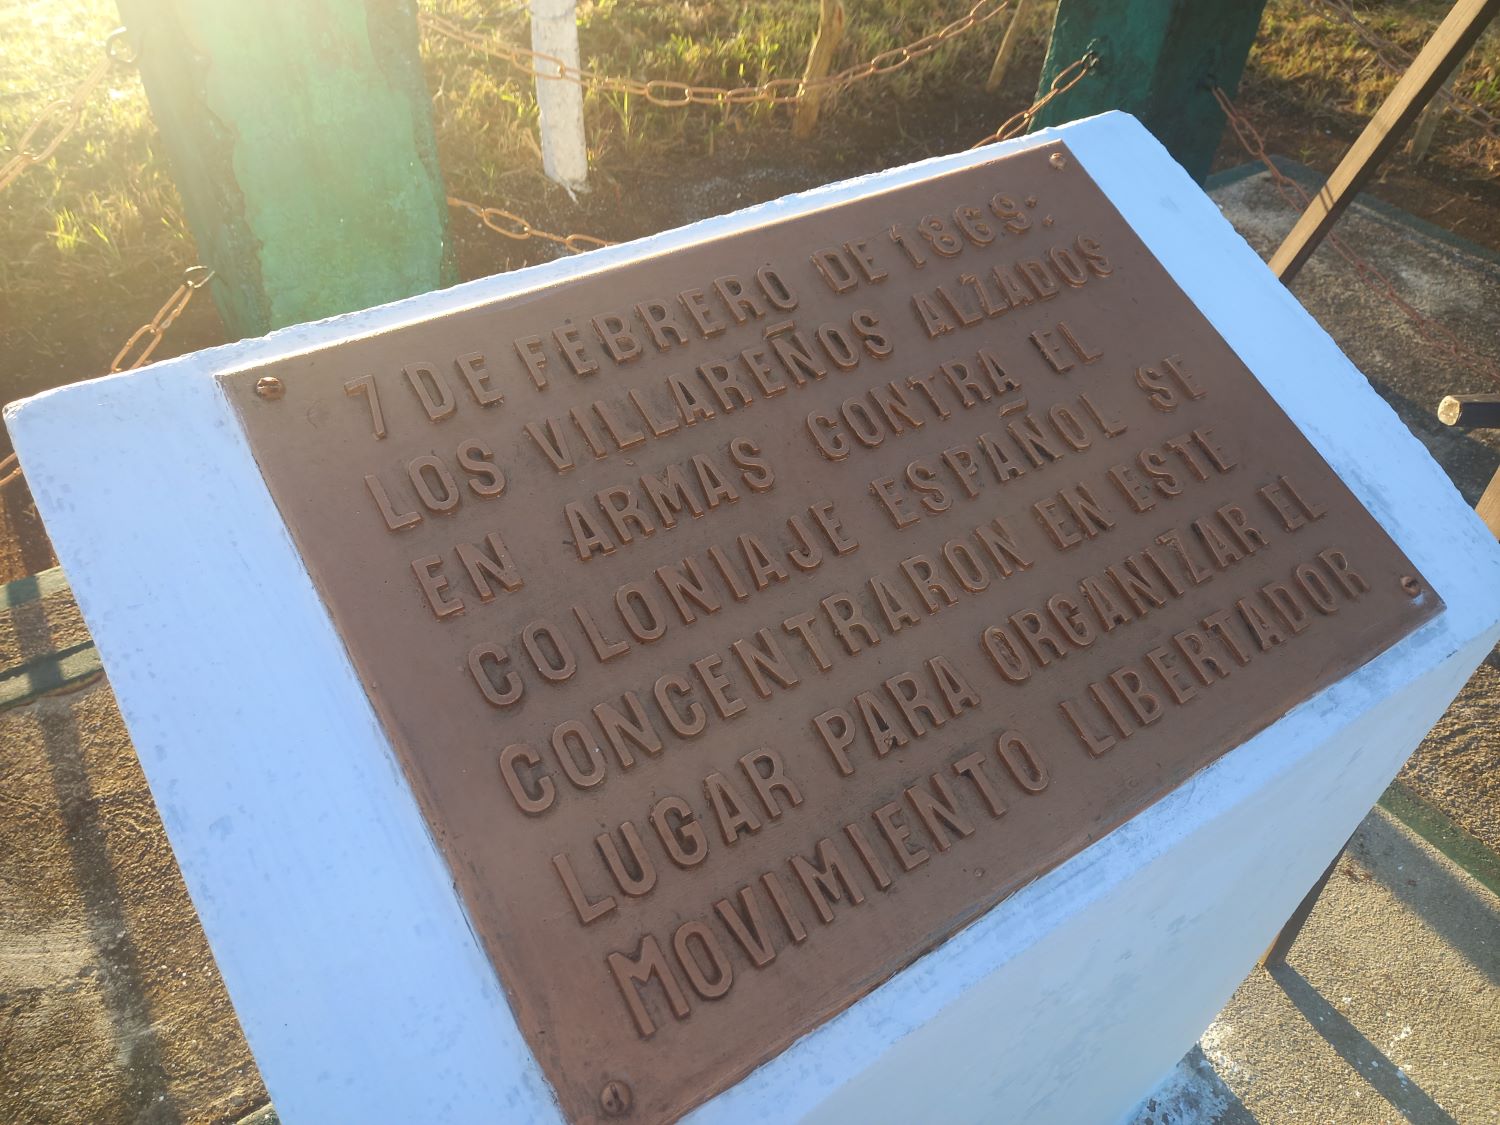 7 DE FEBRERO DE 1869:
LOS VILLAREÑOS ALZADOS
EN ARMAS CONTRA EL
COLONIAJE ESPAÑOL SE
CONCENTRARON EN ESTE
LUGAR PARA ORGANIZAR EL
MOVIMIENTO LIBERTADOR